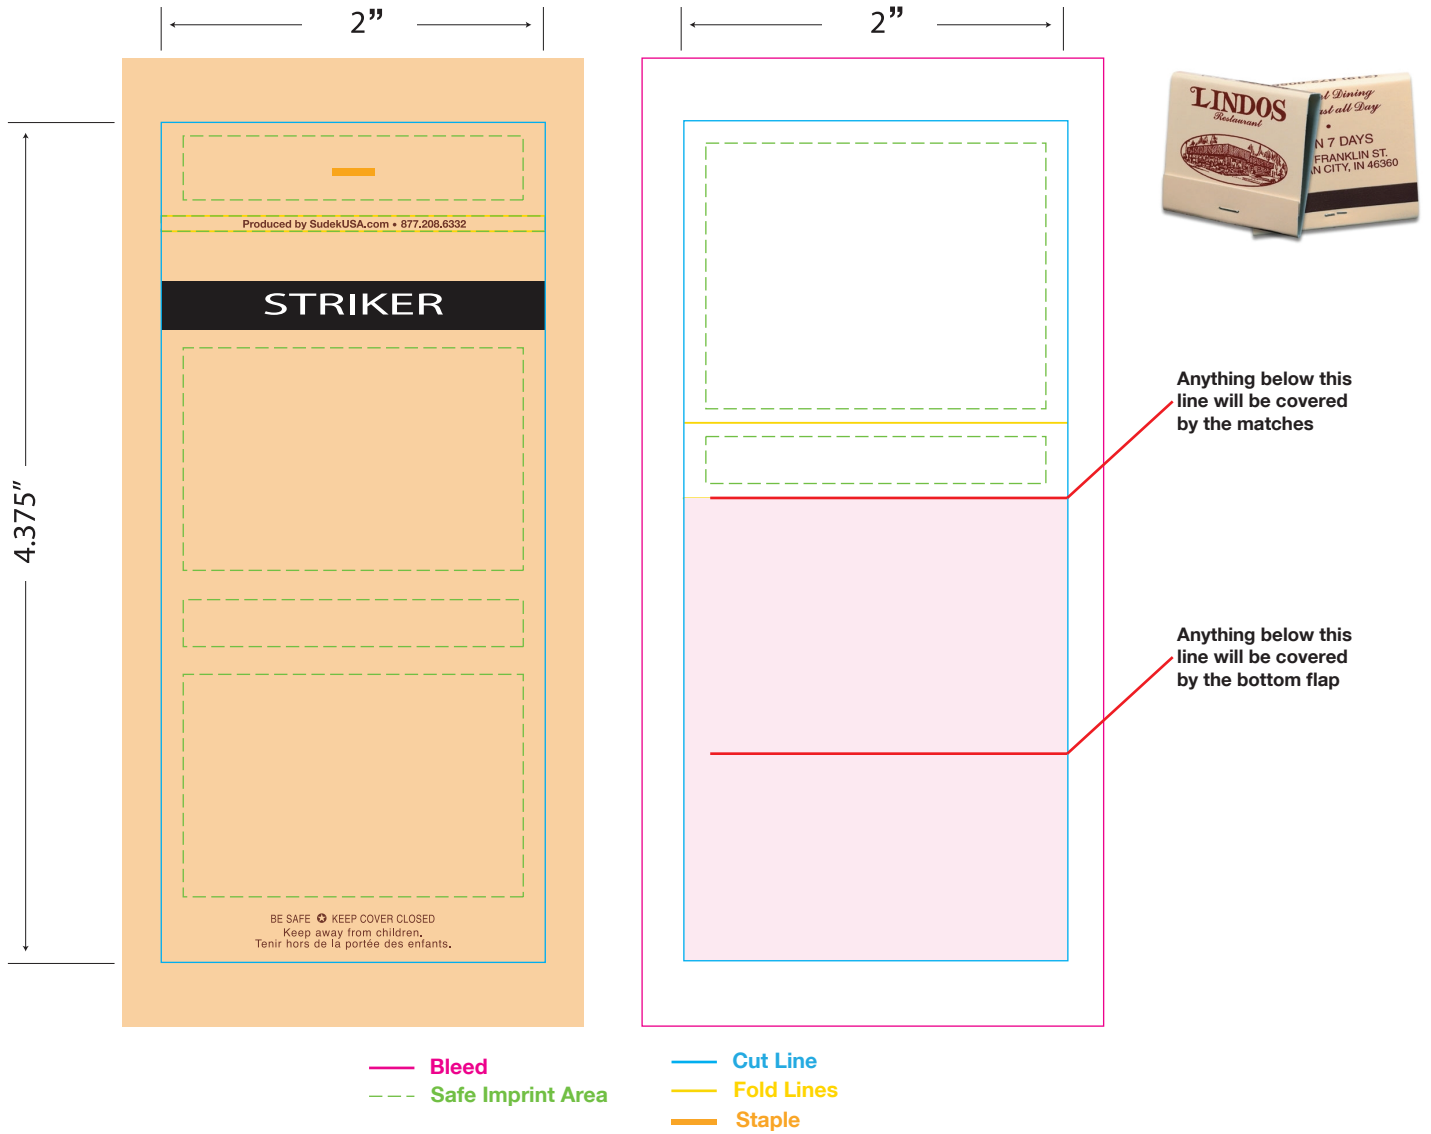 2”
2”
4.375”
Produced by SudekUSA.com • 877.208.6332
STRIKER
BE SAFE ✪ KEEP COVER CLOSED
Keep away from children.
Tenir hors de la portée des enfants.
LINDOS
Restaurant
Dining
all Day
•
N 7 DAYS
FRANKLIN ST.
N CITY, IN 46360
Anything below this
line will be covered
by the matches
Anything below this
line will be covered
by the bottom flap
Bleed
Safe Imprint Area
Cut Line
Fold Lines
Staple